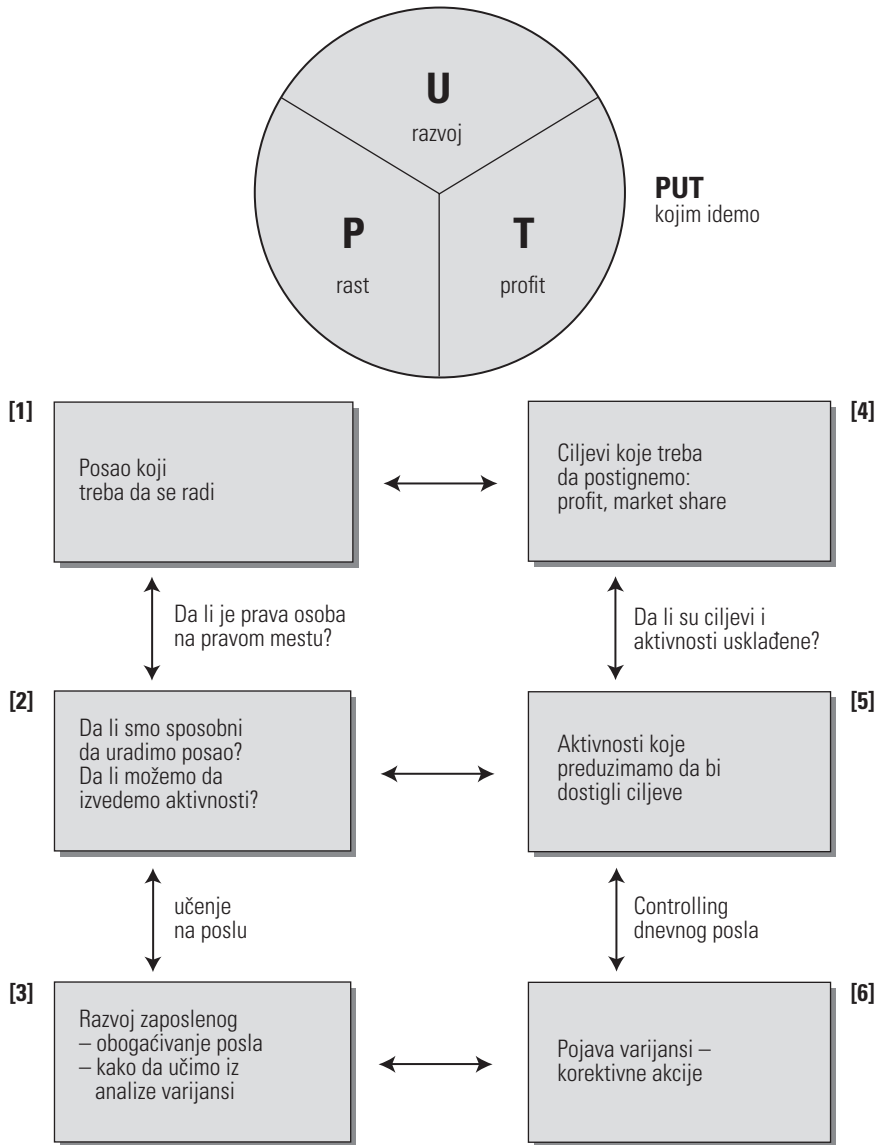 U
razvoj
P
rast
T
profit
PUT
kojim idemo
[1]
Posao koji
treba da se radi
[4]
Ciljevi koje treba
da postignemo:
profit, market share
Da li je prava osoba
na pravom mestu?
Da li su ciljevi i
aktivnosti usklađene?
[2]
Da li smo sposobni
da uradimo posao?
Da li možemo da
izvedemo aktivnosti?
[5]
Aktivnosti koje
preduzimamo da bi
dostigli ciljeve
učenje
na poslu
Controlling
dnevnog posla
[3]
Razvoj zaposlenog
– obogaćivanje posla
– kako da učimo iz
analize varijansi
[6]
Pojava varijansi –
korektivne akcije